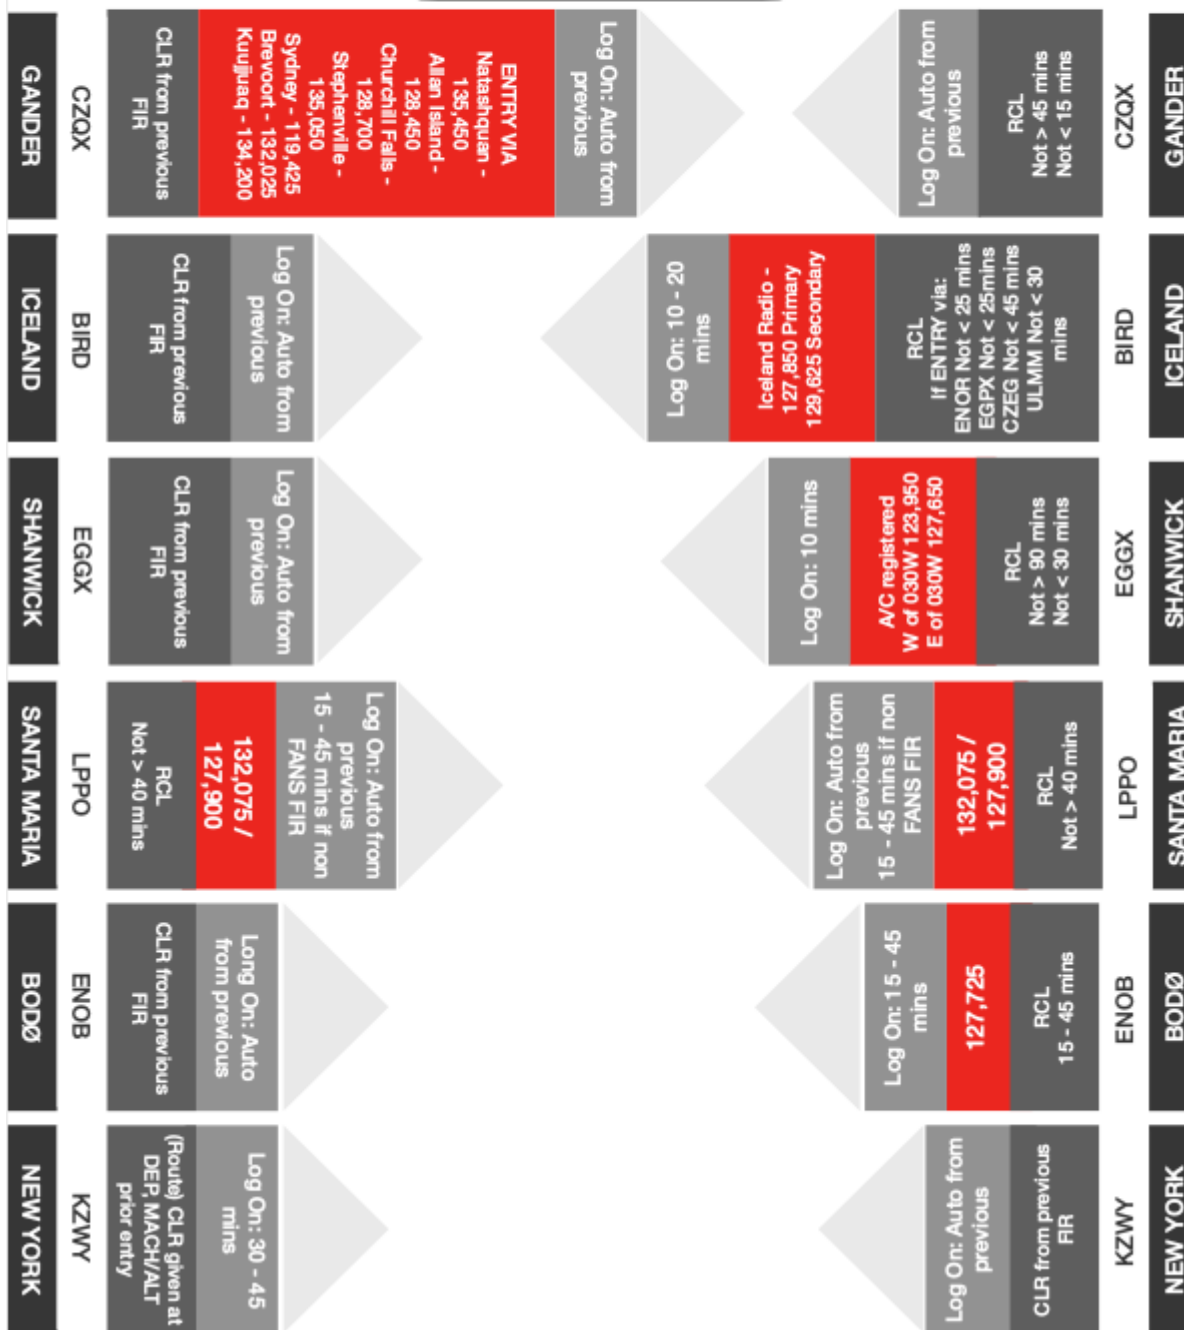 GANDER
CZQX
CLR from previous
FIR
ENTRY VIA
Natashquan -
135,450
Allan Island -
128,450
Churchill Falls -
128,700
Stephenville -
135,050
Sydney - 119,425
Brevoort - 132,025
Kuujjuaq - 134,200
Log On: Auto from
previous
ICELAND
BIRD
CLR from previous
FIR
Log On: Auto from
previous
SHANWICK
EGGX
CLR from previous
FIR
Log On: Auto from
previous
SANTA MARIA
LPPO
RCL
Not > 40 mins
132,075 /
127,900
Log On: Auto from
previous
15 - 45 mins if non
FANS FIR
BODØ
ENOB
CLR from previous
FIR
Long On: Auto
from previous
NEW YORK
KZWY
(Route) CLR given at
DEP, MACH/ALT
prior entry
Log On: 30 - 45
mins
Log On: Auto from
previous
RCL
Not > 45 mins
Not < 15 mins
CZQX
GANDER
Log On: 10 - 20
mins
Iceland Radio -
127,850 Primary
129,625 Secondary
RCL
If ENTRY via:
ENOR Not < 25 mins
EGPX Not < 25mins
CZEG Not < 45 mins
ULMM Not < 30
mins
BIRD
ICELAND
Log On: 10 mins
A/C registered
W of 030W 123,950
E of 030W 127,650
RCL
Not > 90 mins
Not < 30 mins
EGGX
SHANWICK
Log On: Auto from
previous
15 - 45 mins if non
FANS FIR
132,075 /
127,900
RCL
Not > 40 mins
LPPO
SANTA MARIA
Log On: 15 - 45
mins
127,725
RCL
15 - 45 mins
ENOB
BODØ
Log On: Auto from
previous
CLR from previous
FIR
KZWY
NEW YORK